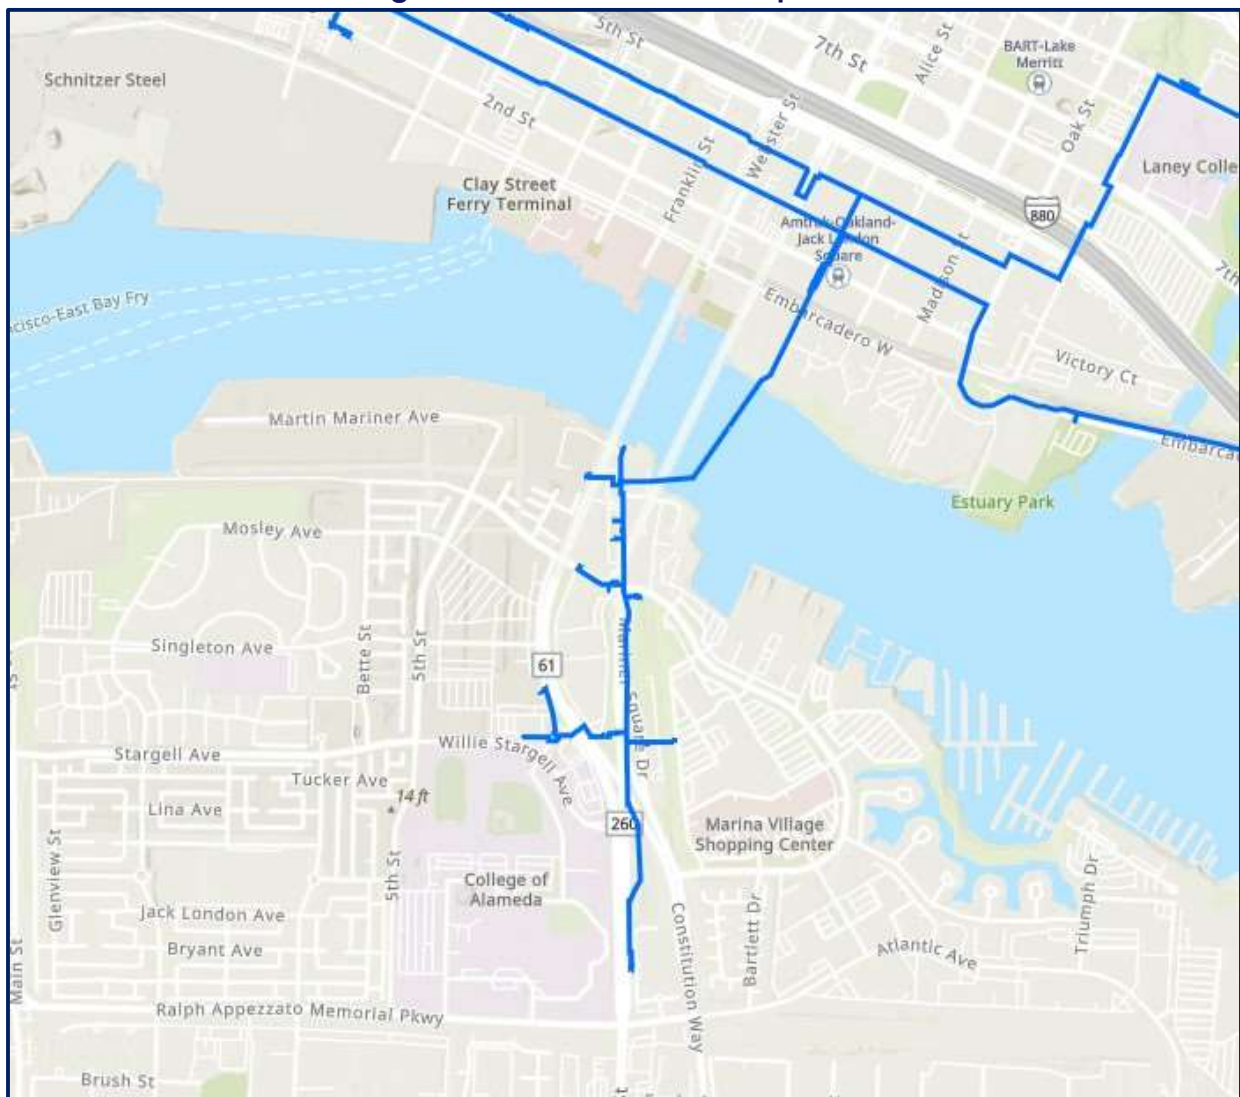 5th St
7th St
Alice St
BART-Lake
Merritt
Schnitzer Steel
2nd St
Webster St
Oak St
Franklin St
Laney Colle
Clay Street
Ferry Terminal
880
Amtrak-Oakland-
Jack London
Square
Madison St
7th
cisco-East Bay Fry
Embarcadero W
Victory Ct
Martin Mariner Ave
Embarcad
Estuary Park
Mosley Ave
Singleton Ave
Bette St
5th St
61
Mariner Square Dr
Stargell Ave
Willie Stargell Ave
Tucker Ave
14 ft
Lina Ave
260
Marina Village
Shopping Center
Glenview St
5th St
College of
Alameda
Triumph Dr
Jack London Ave
Bartlett Dr
Constitution Way
Bryant Ave
Atlantic Ave
Main St
Ralph Appezzato Memorial Pkwy
Brush St